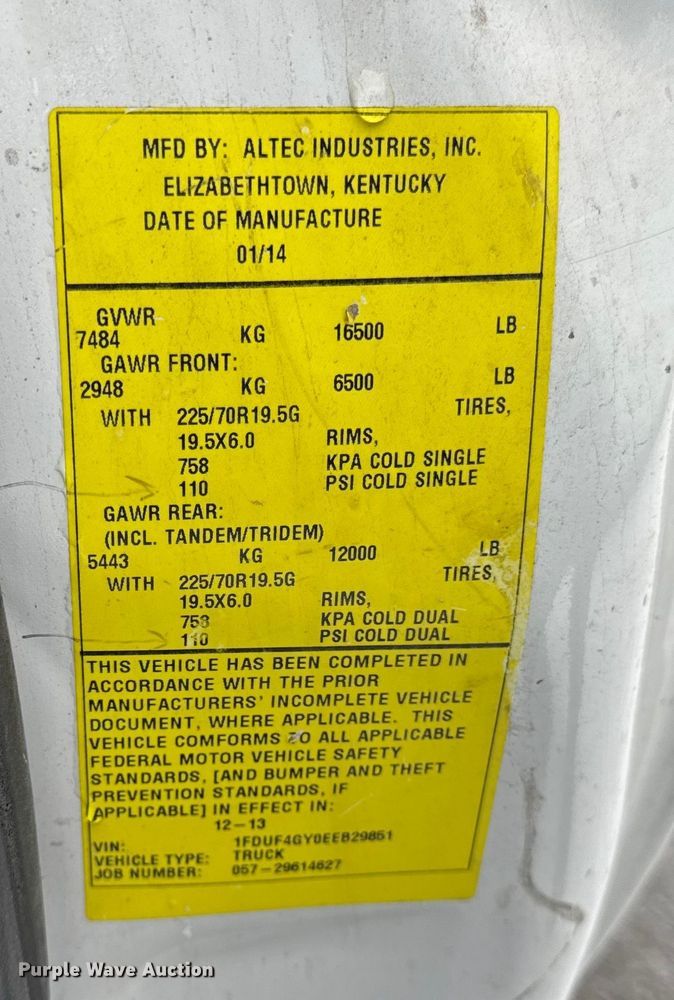 MFD BY: ALTEC INDUSTRIES, INC.
ELIZABETHTOWN, KENTUCKY
DATE OF MANUFACTURE
01/14
GVWR
7484 KG 16500 LB
GAWR FRONT:
2948 KG 6500 LB
WITH 225/70R19.5G TIRES,
19.5X6.0 RIMS,
758 KPA COLD SINGLE
110 PSI COLD SINGLE
GAWR REAR:
(INCL. TANDEM/TRIDEM)
5443 KG 12000 LB
WITH 225/70R19.5G TIRES,
19.5X6.0 RIMS,
758 KPA COLD DUAL
110 PSI COLD DUAL
THIS VEHICLE HAS BEEN COMPLETED IN
ACCORDANCE WITH THE PRIOR
MANUFACTURERS' INCOMPLETE VEHICLE
DOCUMENT, WHERE APPLICABLE. THIS
VEHICLE COMFORMS TO ALL APPLICABLE
FEDERAL MOTOR VEHICLE SAFETY
STANDARDS, [AND BUMPER AND THEFT
PREVENTION STANDARDS, IF
APPLICABLE] IN EFFECT IN:
12-13
VIN: 1FDUF4GY0EEB29851
VEHICLE TYPE: TRUCK
JOB NUMBER: 057-29614627
Purple Wave Auction